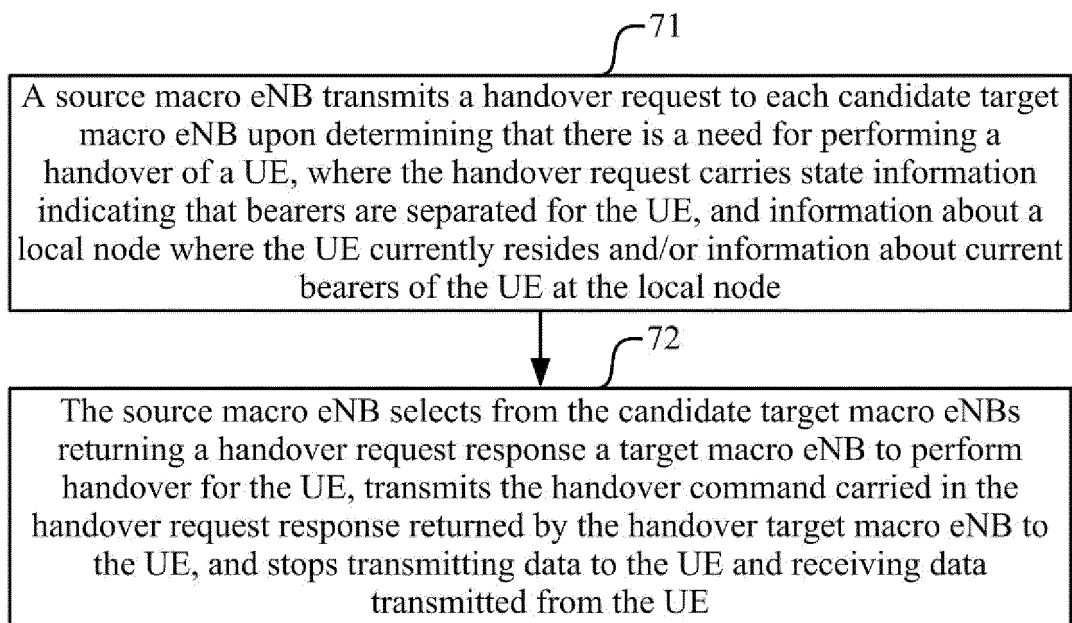 71
A source macro eNB transmits a handover request to each candidate target
macro eNB upon determining that there is a need for performing a
handover of a UE, where the handover request carries state information
indicating that bearers are separated for the UE, and information about a
local node where the UE currently resides and/or information about current
bearers of the UE at the local node
72
The source macro eNB selects from the candidate target macro eNBs
returning a handover request response a target macro eNB to perform
handover for the UE, transmits the handover command carried in the
handover request response returned by the handover target macro eNB to
the UE, and stops transmitting data to the UE and receiving data
transmitted from the UE